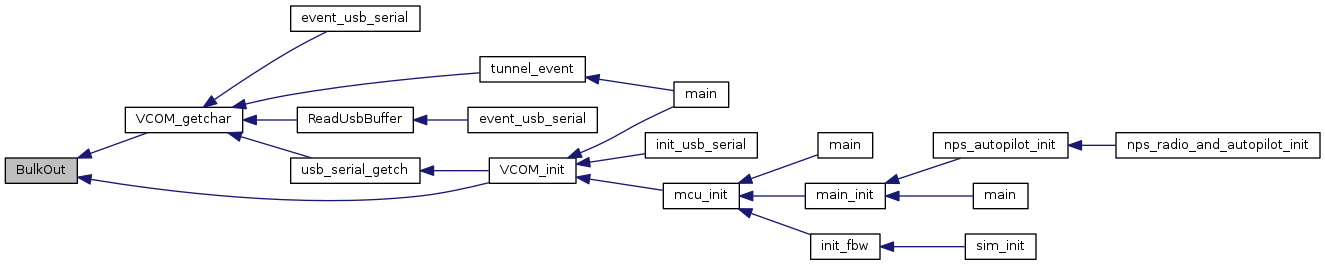 event_usb_serial
tunnel_event
main
VCOM_getchar
ReadUsbBuffer
event_usb_serial
BulkOut
usb_serial_getch
VCOM_init
init_usb_serial
mcu_init
main
main_init
init_fbw
nps_autopilot_init
main
sim_init
nps_radio_and_autopilot_init